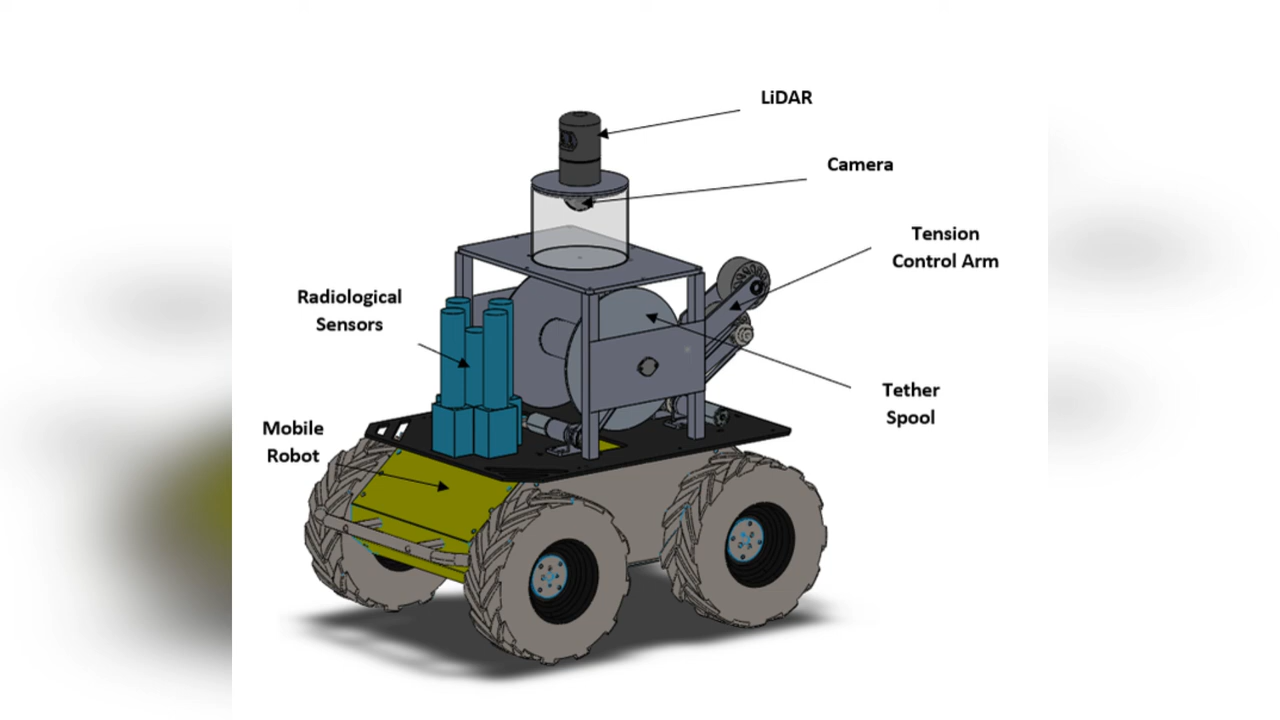 LiDAR
Camera
Tension
Control Arm
Radiological
Sensors
Tether
Spool
Mobile
Robot